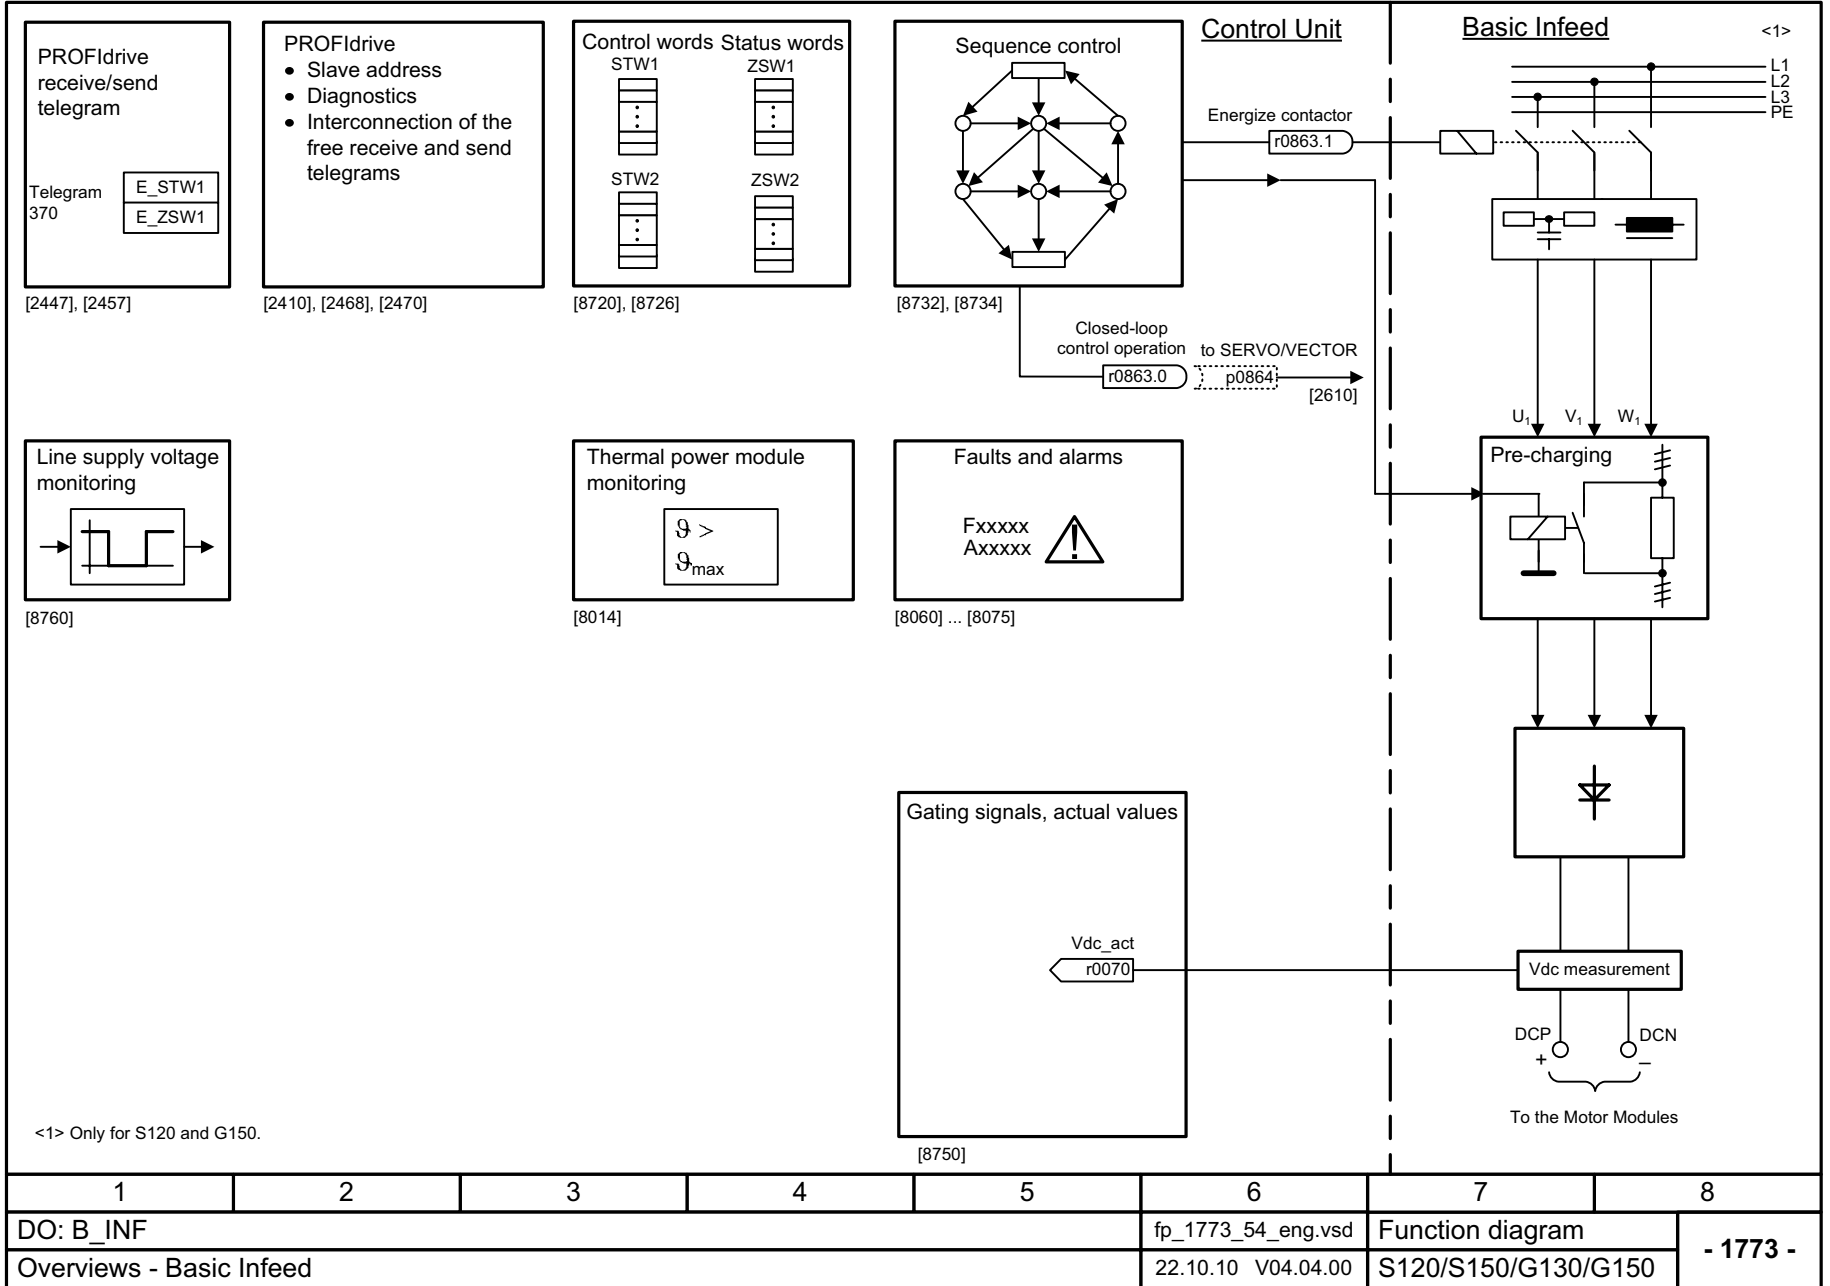 PROFIdrive
receive/send
telegram
Telegram
370
E_STW1
E_ZSW1
[2447], [2457]
PROFIdrive
• Slave address
• Diagnostics
• Interconnection of the
free receive and send
telegrams
[2410], [2468], [2470]
Control words Status words
STW1 ZSW1
STW2 ZSW2
[8720], [8726]
Sequence control
[8732], [8734]
Control Unit
Energize contactor
r0863.1
Closed-loop
control operation
r0863.0
to SERVO/VECTOR
p0864
[2610]
Basic Infeed
<1>
L1
L2
L3
PE
U1 V1 W1
Line supply voltage
monitoring
[8760]
Thermal power module
monitoring
ϑ >
ϑmax
[8014]
Faults and alarms
Fxxxxx
Axxxxx
!
[8060] ... [8075]
Pre-charging
Gating signals, actual values
Vdc_act
r0070
[8750]
Vdc measurement
DCP DCN
+ –
To the Motor Modules
<1> Only for S120 and G150.
1 2 3 4 5 6 7 8
DO: B_INF
fp_1773_54_eng.vsd
Function diagram
- 1773 -
Overviews - Basic Infeed
22.10.10 V04.04.00
S120/S150/G130/G150